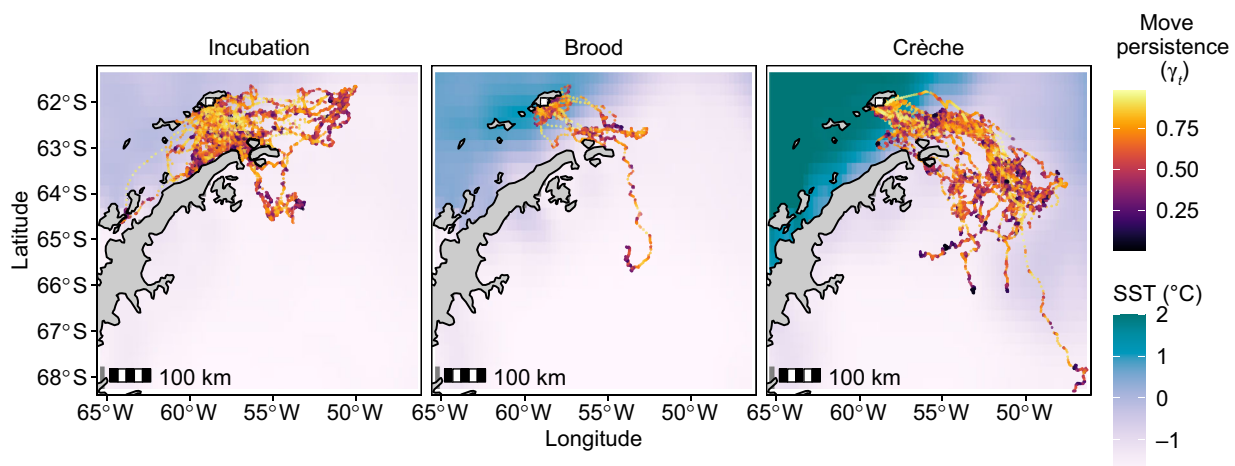 Incubation
Brood
Crèche
Move persistence (γt)
0.75
0.50
0.25
SST (°C)
2
1
0
–1
Latitude
62°S
63°S
64°S
65°S
66°S
67°S
68°S
100 km
100 km
100 km
65°W
60°W
55°W
50°W
65°W
60°W
55°W
50°W
65°W
60°W
55°W
50°W
Longitude